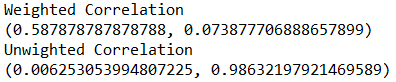 Weighted Correlation
(0.587878787878788, 0.073877706888657899)
Unwighted Correlation
(0.006253053994807225, 0.98632197921469589)